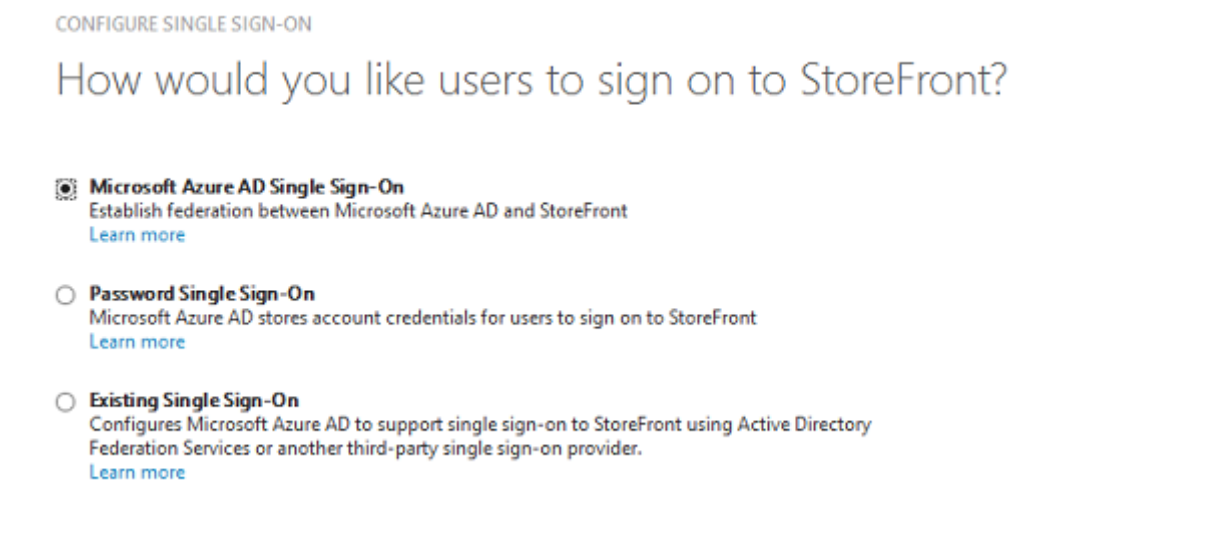 CONFIGURE SINGLE SIGN-ON
How would you like users to sign on to StoreFront?
Microsoft Azure AD Single Sign-On
Establish federation between Microsoft Azure AD and StoreFront
Learn more
Password Single Sign-On
Microsoft Azure AD stores account credentials for users to sign on to StoreFront
Learn more
Existing Single Sign-On
Configures Microsoft Azure AD to support single sign-on to StoreFront using Active Directory
Federation Services or another third-party single sign-on provider.
Learn more